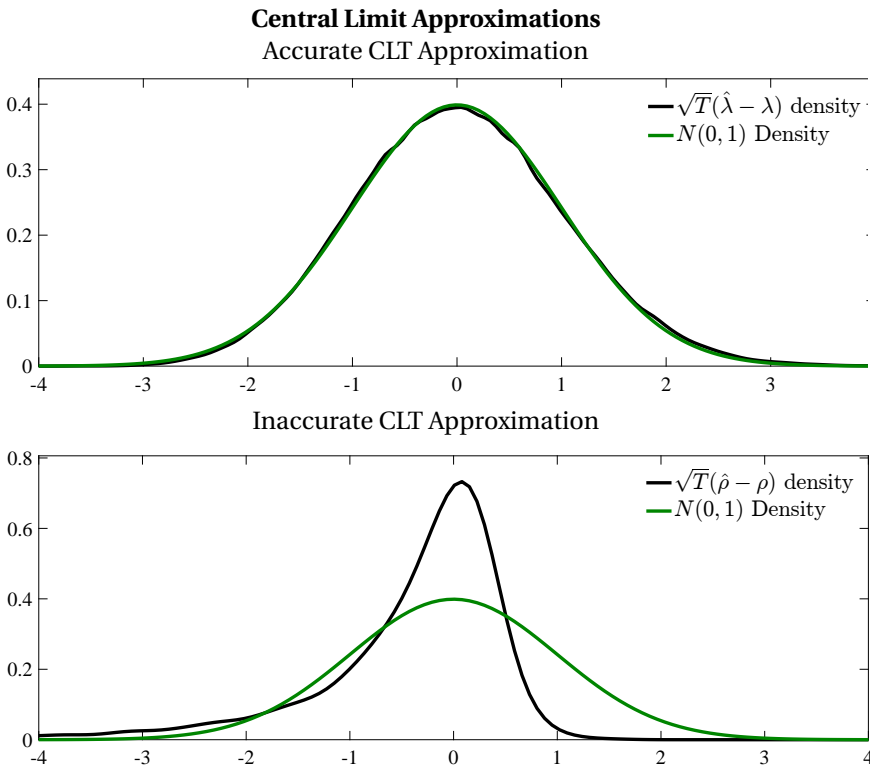 Central Limit Approximations
Accurate CLT Approximation
√T(λ̂ − λ) density
N(0, 1) Density
0.4
0.3
0.2
0.1
0
-4 -3 -2 -1 0 1 2 3
Inaccurate CLT Approximation
√T(ρ̂ − ρ) density
N(0, 1) Density
0.8
0.6
0.4
0.2
0
-4 -3 -2 -1 0 1 2 3 4